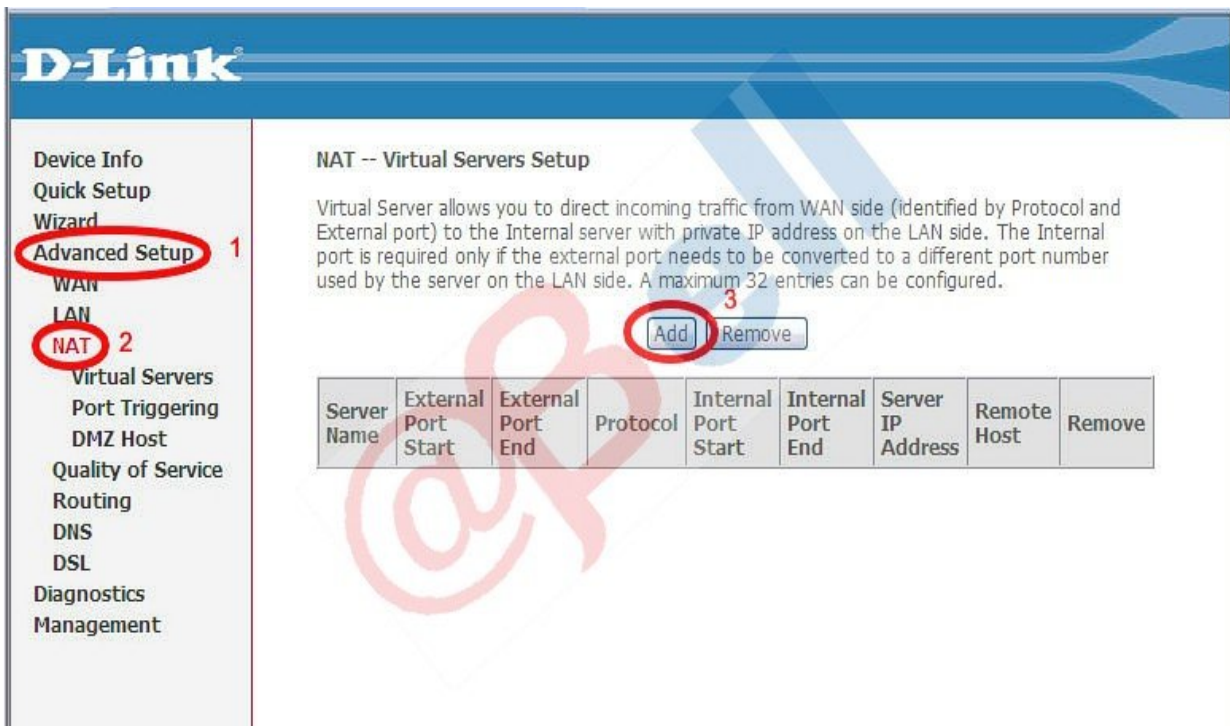 D-Link
Device Info
Quick Setup
Wizard
Advanced Setup 1
WAN
LAN
NAT 2
Virtual Servers
Port Triggering
DMZ Host
Quality of Service
Routing
DNS
DSL
Diagnostics
Management
NAT -- Virtual Servers Setup
Virtual Server allows you to direct incoming traffic from WAN side (identified by Protocol and
External port) to the Internal server with private IP address on the LAN side. The Internal
port is required only if the external port needs to be converted to a different port number
used by the server on the LAN side. A maximum 32 entries can be configured.
3
Add Remove
Server Name External Port Start External Port End Protocol Internal Port Start Internal Port End Server IP Address Remote Host Remove
@βell